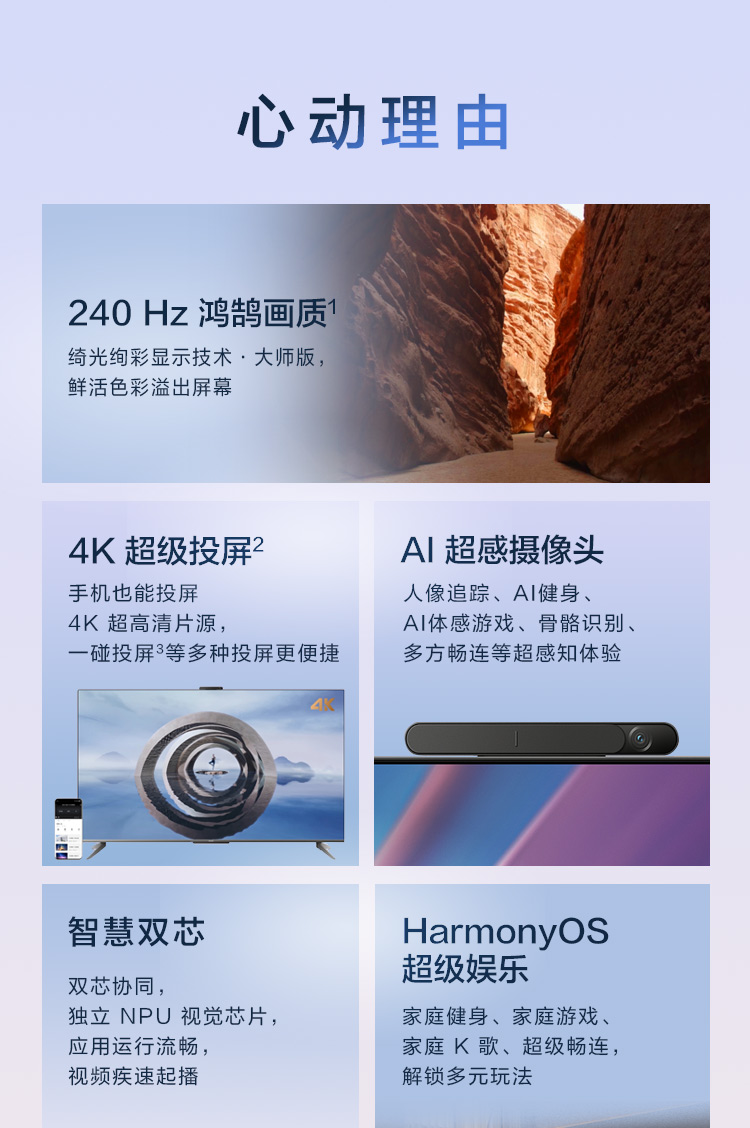 心动理由
240 Hz 鸿鹄画质1
绮光绚彩显示技术·大师版，
鲜活色彩溢出屏幕
4K 超级投屏2
手机也能投屏
4K 超高清片源，
一碰投屏3等多种投屏更便捷
4K
AI 超感摄像头
人像追踪、AI健身、
AI体感游戏、骨骼识别、
多方畅连等超感知体验
智慧双芯
双芯协同，
独立 NPU 视觉芯片，
应用运行流畅，
视频疾速起播
HarmonyOS
超级娱乐
家庭健身、家庭游戏、
家庭 K 歌、超级畅连，
解锁多元玩法